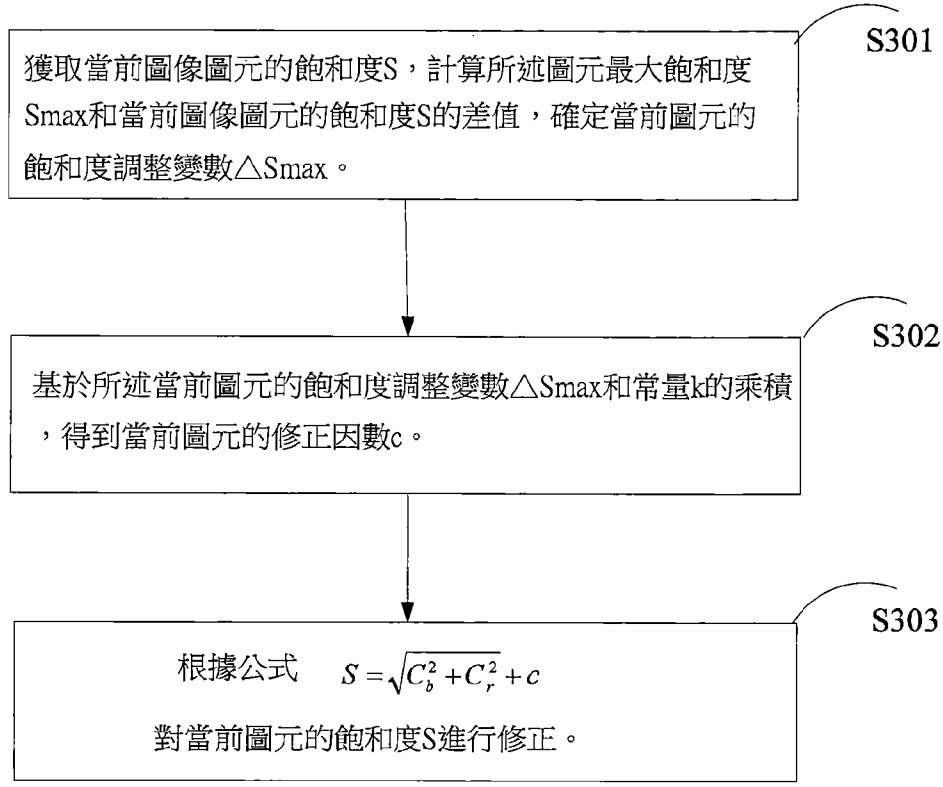 S301
獲取當前圖像圖元的飽和度S，計算所述圖元最大飽和度
Smax和當前圖像圖元的飽和度S的差值，確定當前圖元的
飽和度調整變數△Smax。
S302
基於所述當前圖元的飽和度調整變數△Smax和常量k的乘積
，得到當前圖元的修正因數c。
S303
根據公式 $S=\sqrt{C_b^2+C_r^2}+c$
對當前圖元的飽和度S進行修正。